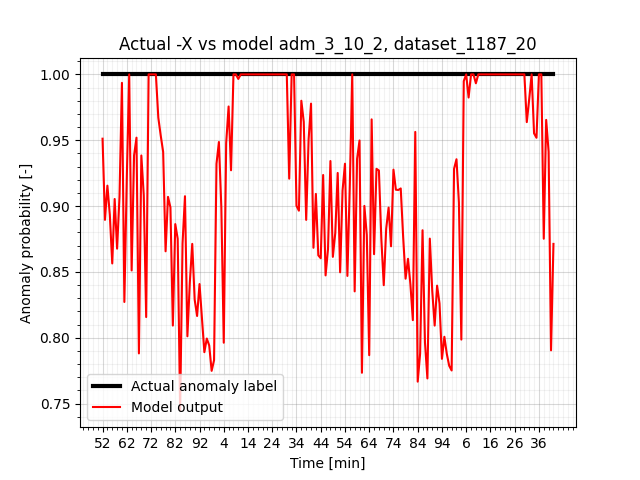 Actual -X vs model adm_3_10_2, dataset_1187_20
1.00
0.95
0.90
0.85
0.80
0.75
Anomaly probability [-]
Actual anomaly label
Model output
52 62 72 82 92 4 14 24 34 44 54 64 74 84 94 6 16 26 36
Time [min]